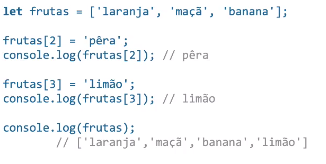 let frutas = ['laranja', 'maçã', 'banana'];
frutas[2] = 'pêra';
console.log(frutas[2]); // pêra
frutas[3] = 'limão';
console.log(frutas[3]); // limão
console.log(frutas);
// ['laranja','maçã','banana','limão']